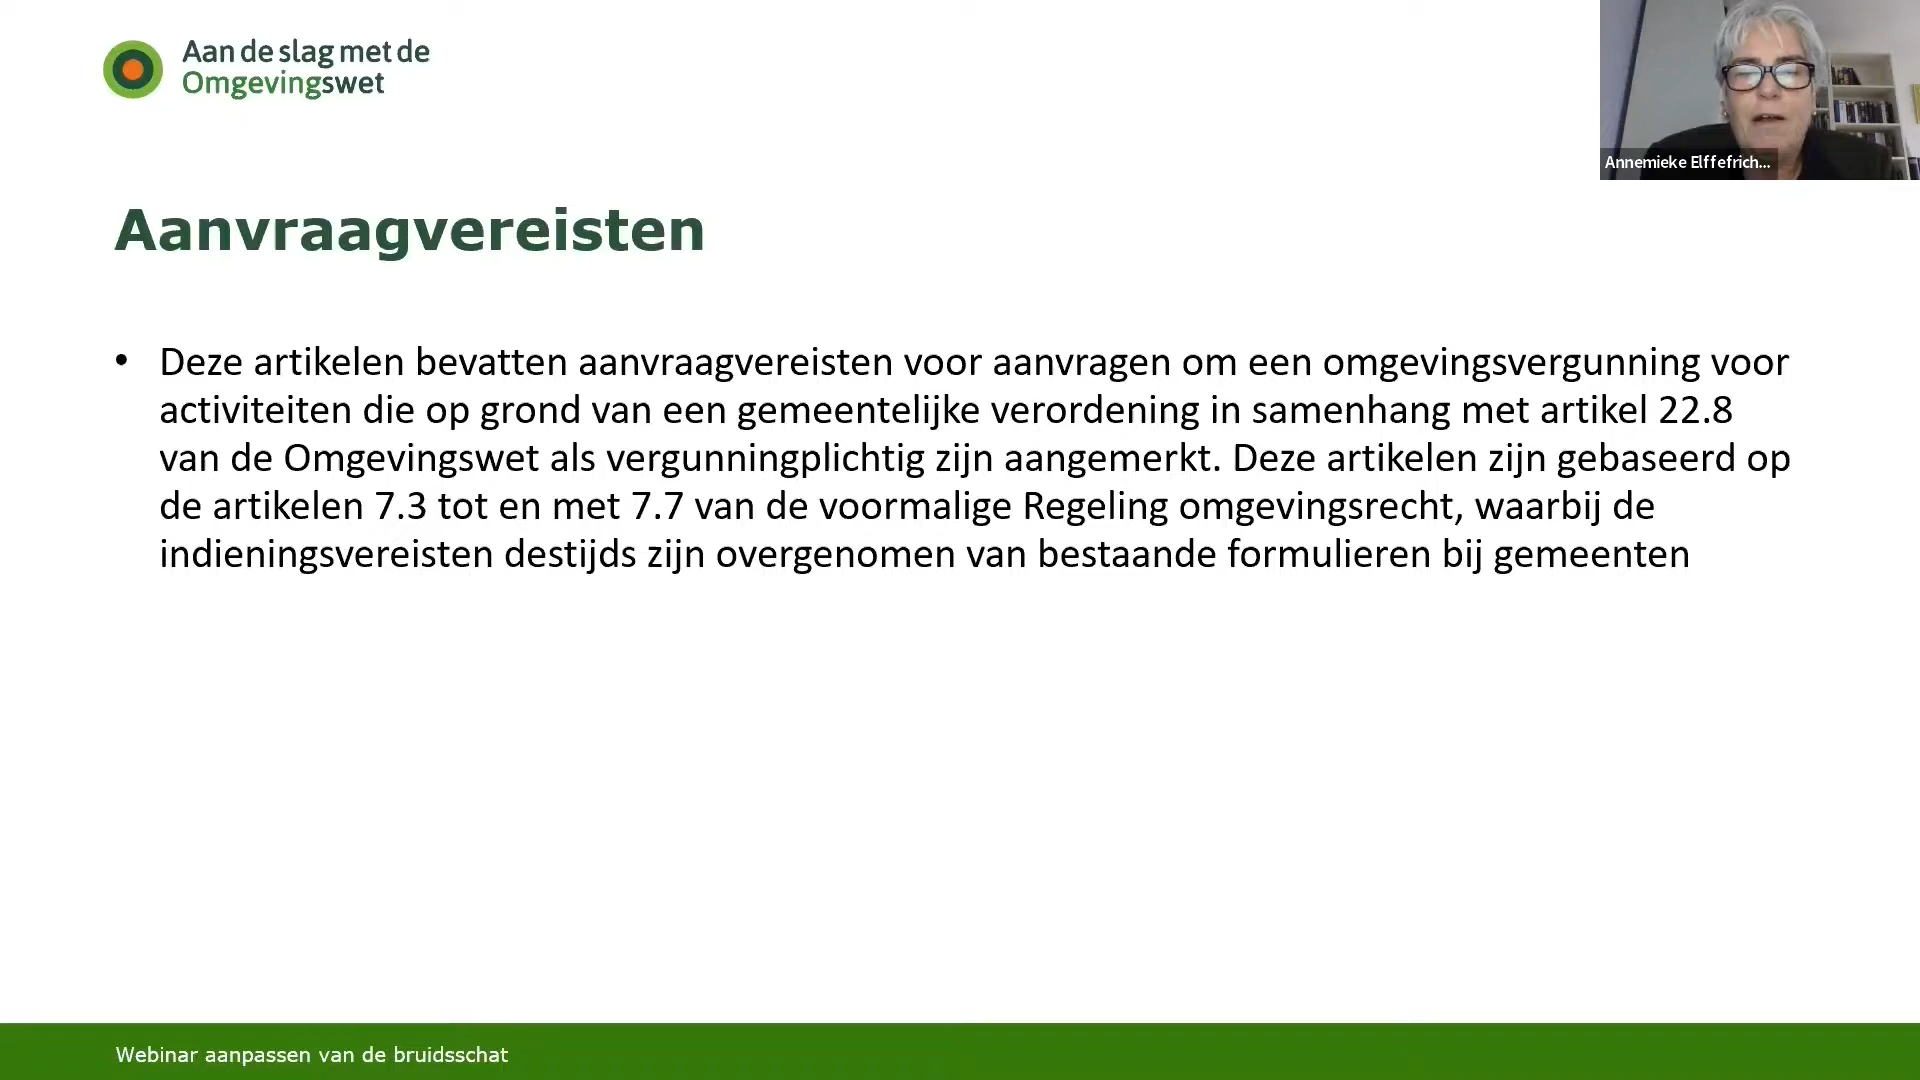 Aan de slag met de
Omgevingswet
Annemieke Elffefrich...
Aanvraagvereisten
• Deze artikelen bevatten aanvraagvereisten voor aanvragen om een omgevingsvergunning voor
activiteiten die op grond van een gemeentelijke verordening in samenhang met artikel 22.8
van de Omgevingswet als vergunningplichtig zijn aangemerkt. Deze artikelen zijn gebaseerd op
de artikelen 7.3 tot en met 7.7 van de voormalige Regeling omgevingsrecht, waarbij de
indieningsvereisten destijds zijn overgenomen van bestaande formulieren bij gemeenten
Webinar aanpassen van de bruidsschat